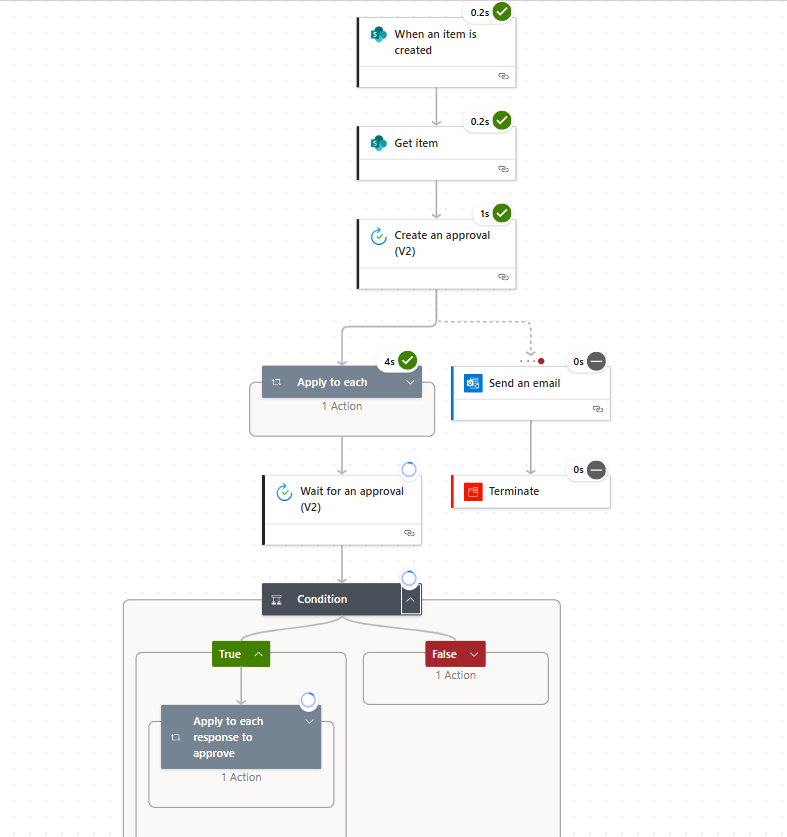 0.2s
When an item is
created
0.2s
Get item
1s
Create an approval
(V2)
4s
Apply to each
1 Action
0s
Send an email
Wait for an approval
(V2)
0s
Terminate
Condition
True
False
1 Action
Apply to each
response to
approve
1 Action